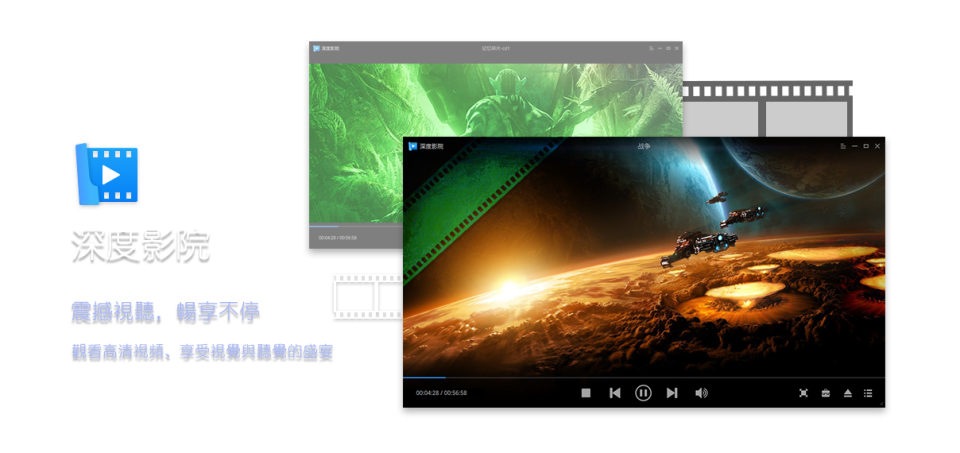 深度影院
震撼視聽，暢享不停
觀看高清視頻，享受視覺與聽覺的盛宴
深度影院
00:04:28 / 00:56:58
深度影院
战争
00:04:28 / 00:56:58